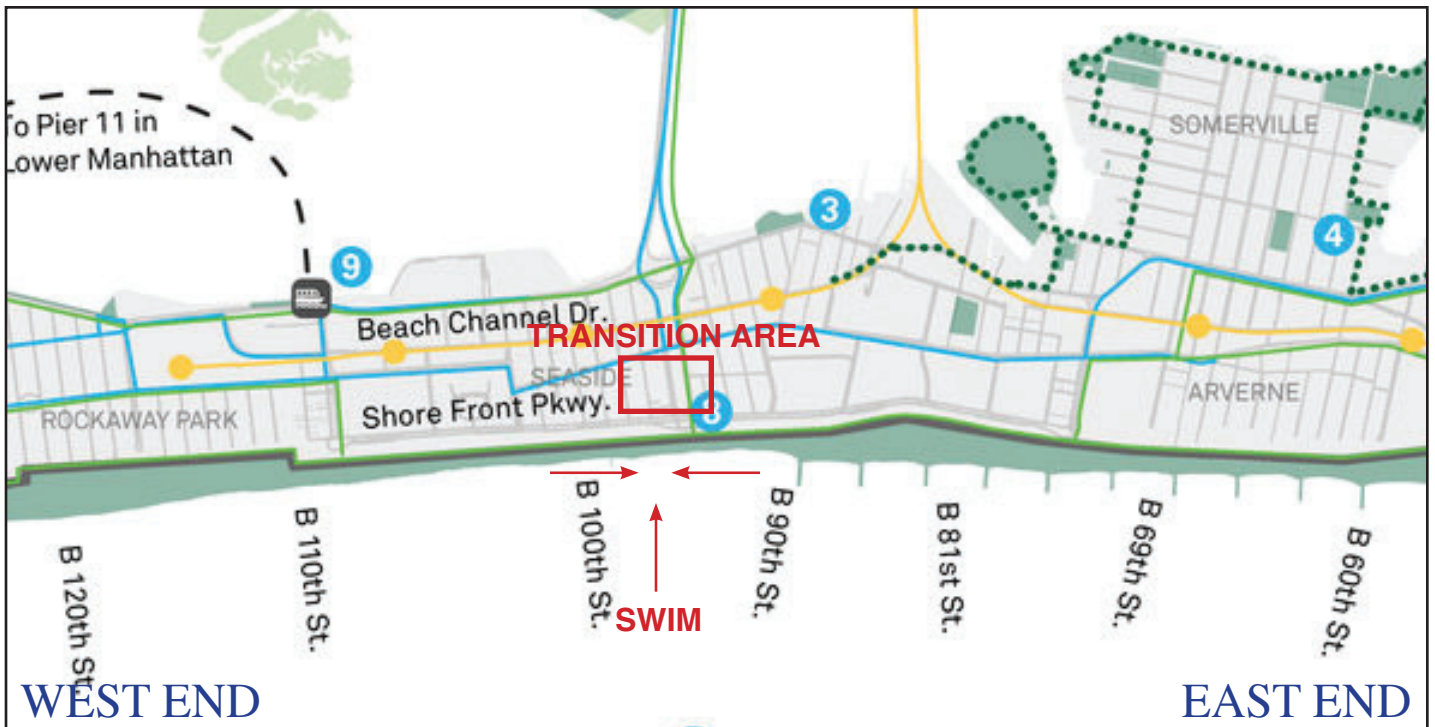 To Pier 11 in
Lower Manhattan
SOMERVILLE
3
4
9
Beach Channel Dr.
TRANSITION AREA
SEASIDE
ARVERNE
ROCKAWAY PARK
Shore Front Pkwy.
B 120th St.
B 110th St.
B 100th St.
B 90th St.
B 81st St.
B 69th St.
B 60th St.
SWIM
WEST END
EAST END